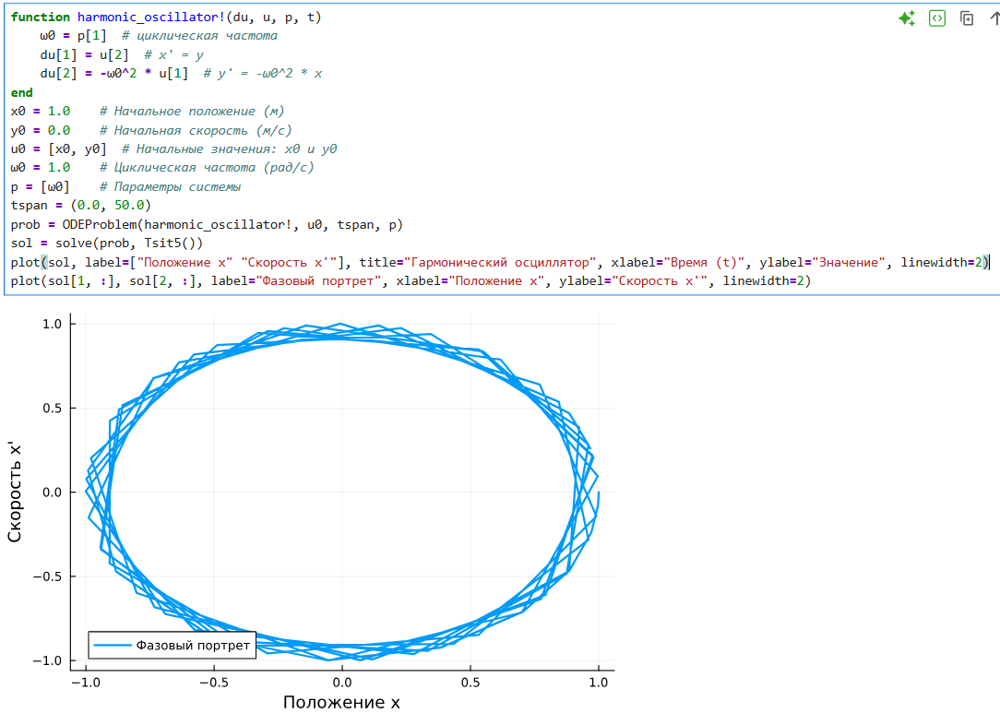 function harmonic_oscillator!(du, u, p, t)
    ω0 = p[1]  # циклическая частота
    du[1] = u[2]  # x' = y
    du[2] = -ω0^2 * u[1]  # y' = -ω0^2 * x
end
x0 = 1.0    # Начальное положение (м)
y0 = 0.0    # Начальная скорость (м/с)
u0 = [x0, y0]  # Начальные значения: x0 и y0
ω0 = 1.0    # Циклическая частота (рад/с)
p = [ω0]    # Параметры системы
tspan = (0.0, 50.0)
prob = ODEProblem(harmonic_oscillator!, u0, tspan, p)
sol = solve(prob, Tsit5())
plot(sol, label=["Положение x" "Скорость x'"], title="Гармонический осциллятор", xlabel="Время (t)", ylabel="Значение", linewidth=2)
plot(sol[1, :], sol[2, :], label="Фазовый портрет", xlabel="Положение x", ylabel="Скорость x'", linewidth=2)
1.0
0.5
0.0
−0.5
−1.0
Скорость x'
Фазовый портрет
−1.0 −0.5 0.0 0.5 1.0
Положение x